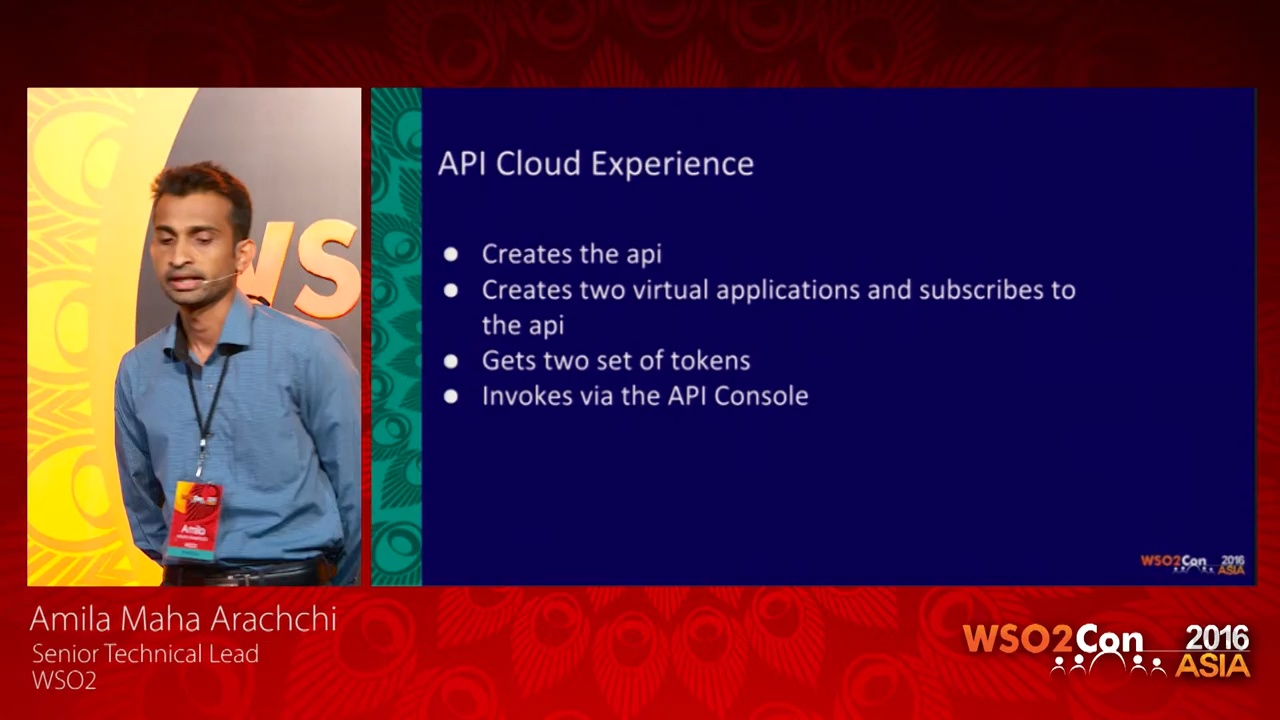 WS
Amila
API Cloud Experience
● Creates the api
● Creates two virtual applications and subscribes to
the api
● Gets two set of tokens
● Invokes via the API Console
WSO2Con 2016
ASIA
Amila Maha Arachchi
Senior Technical Lead
WSO2
WSO2Con 2016
ASIA